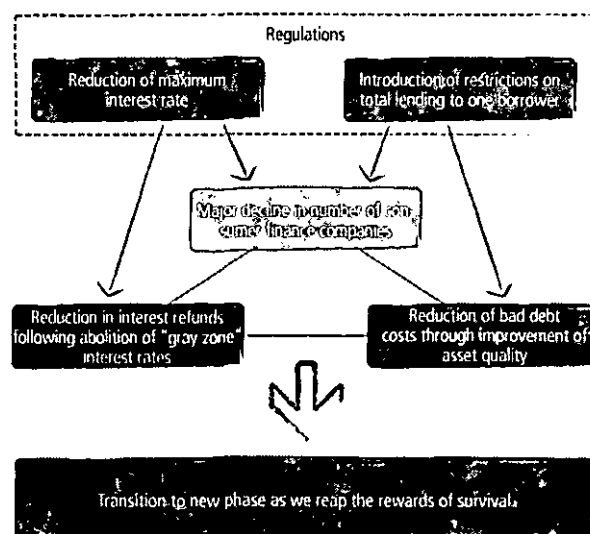 Regulations
Reduction of maximum
interest rate
Introduction of restrictions on
total lending to one borrower
Major decline in number of con-
sumer finance companies
Reduction in interest refunds
following abolition of "gray zone"
interest rates
Reduction of bad debt
costs through improvement of
asset quality
Transition to new phase as we reap the rewards of survival.